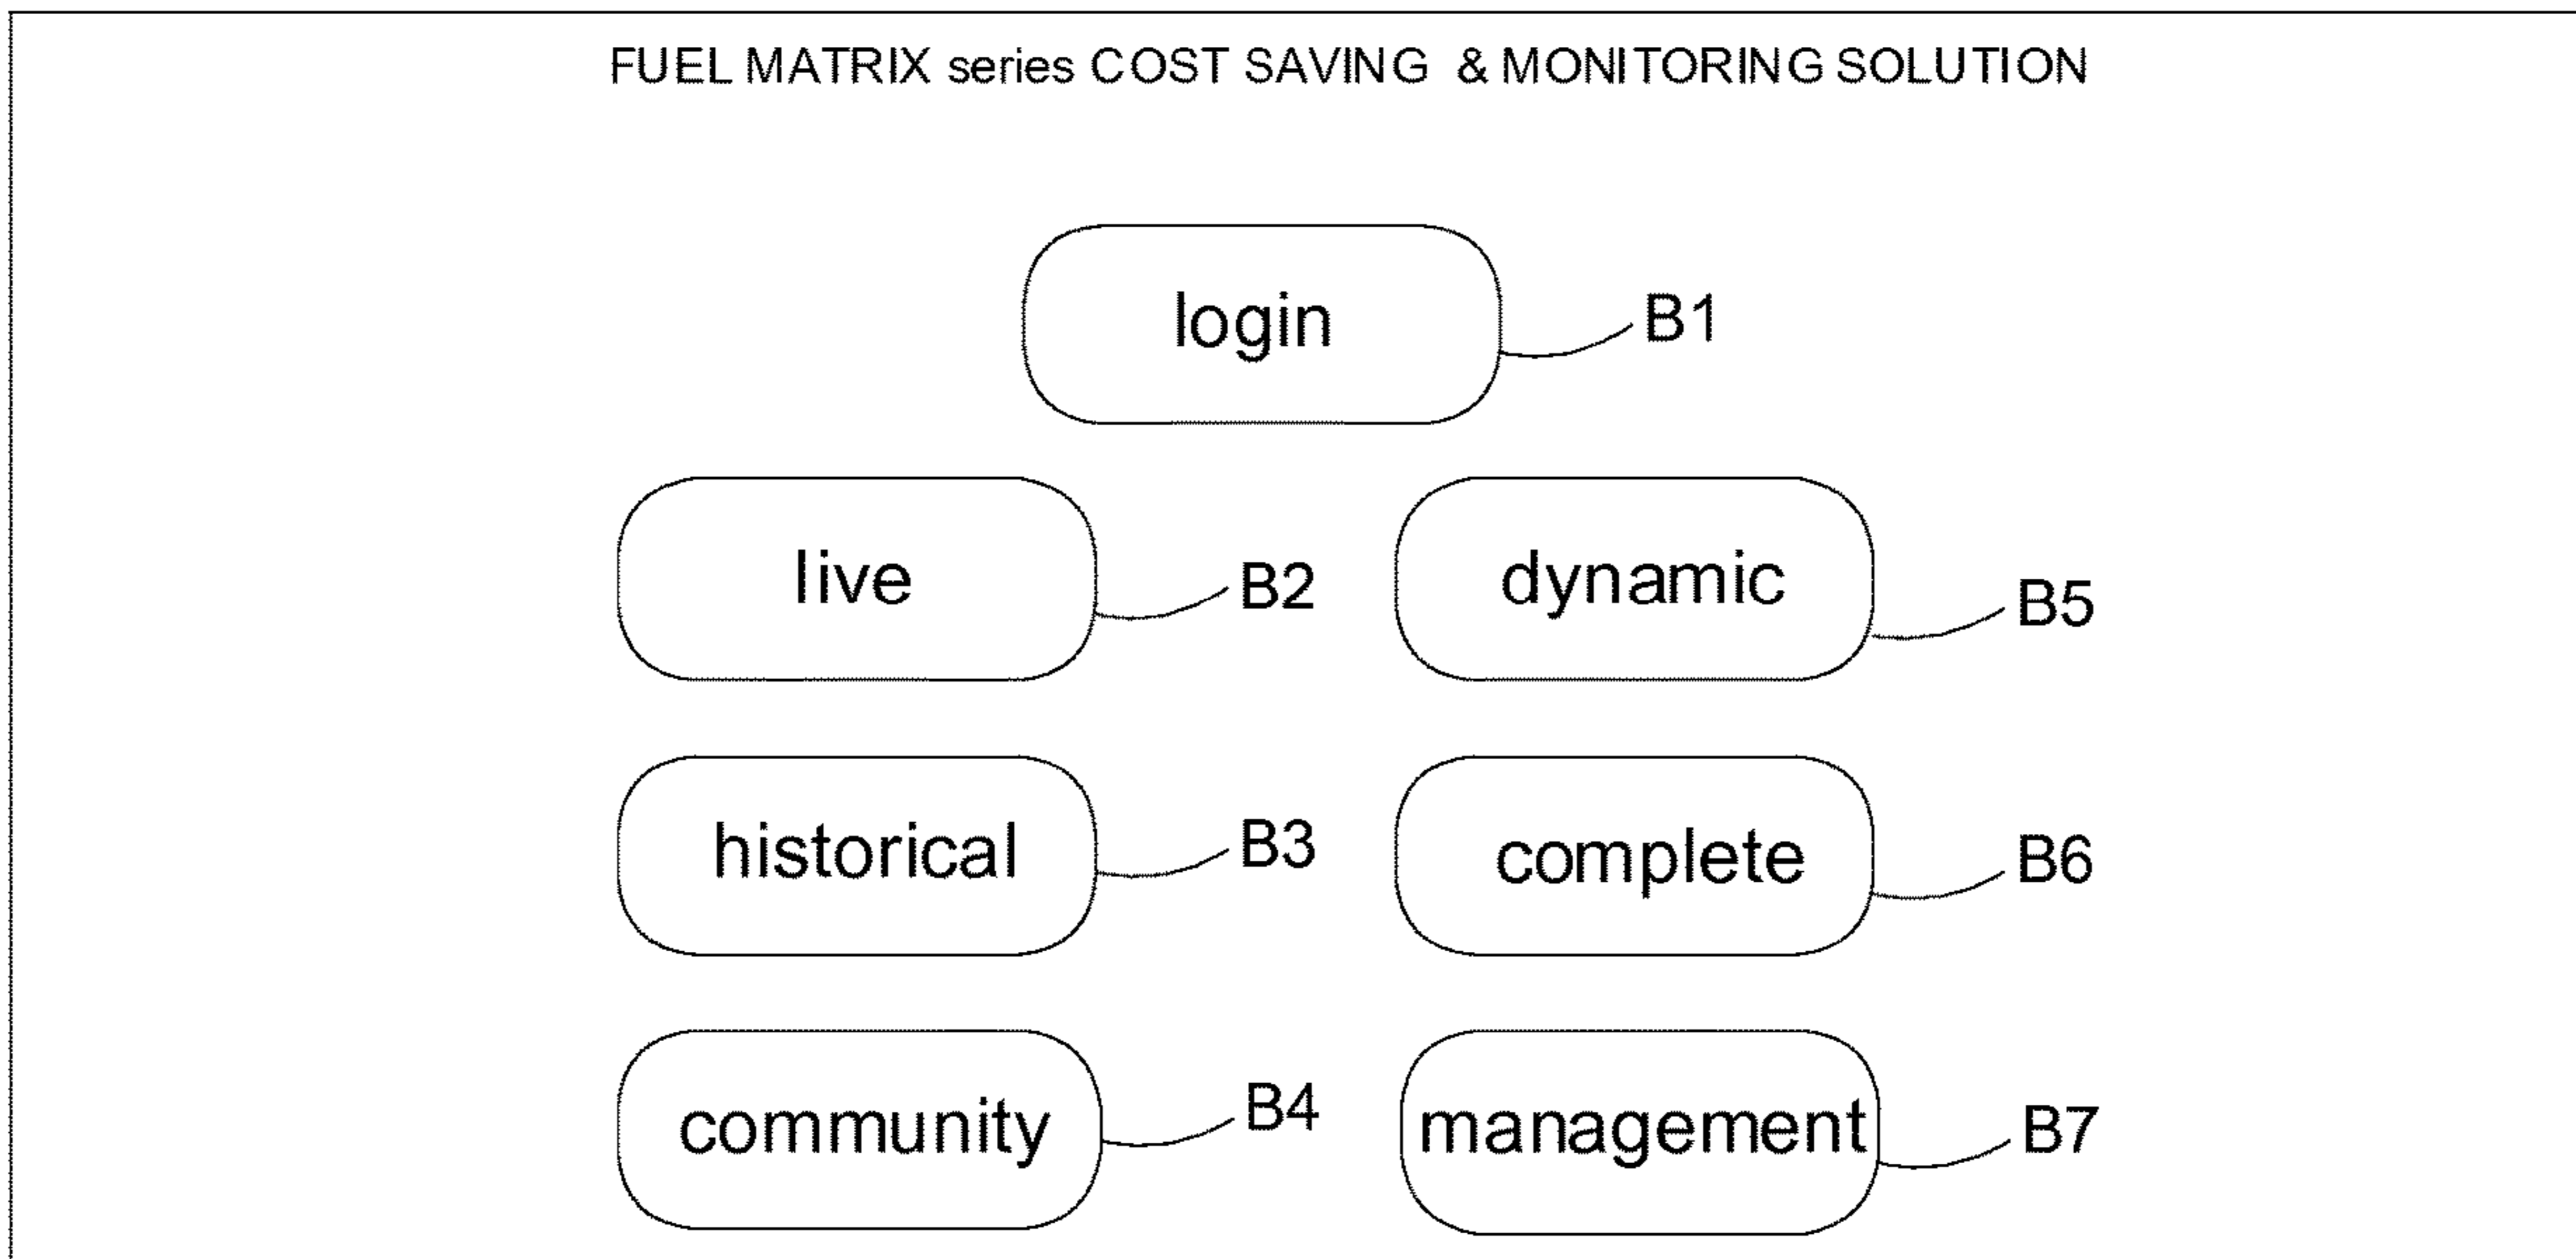 FUEL MATRIX series COST SAVING & MONITORING SOLUTION
login B1
live B2 dynamic B5
historical B3 complete B6
community B4 management B7